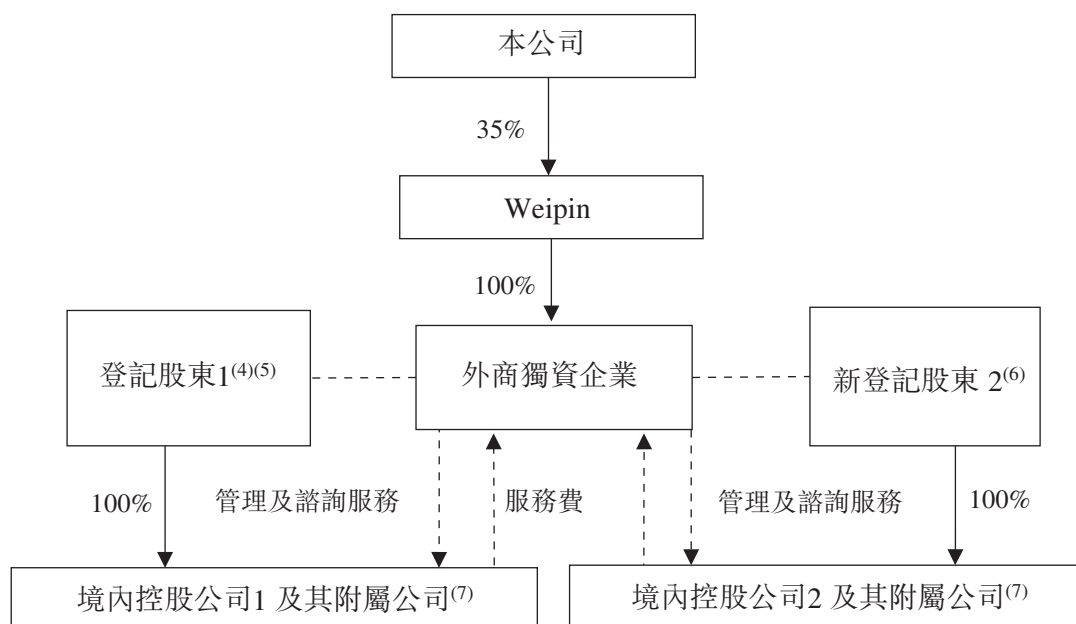 本公司
35%
Weipin
100%
登記股東1(4)(5)
外商獨資企業
新登記股東 2(6)
100%
管理及諮詢服務
服務費
管理及諮詢服務
100%
境內控股公司1 及其附屬公司(7)
境內控股公司2 及其附屬公司(7)